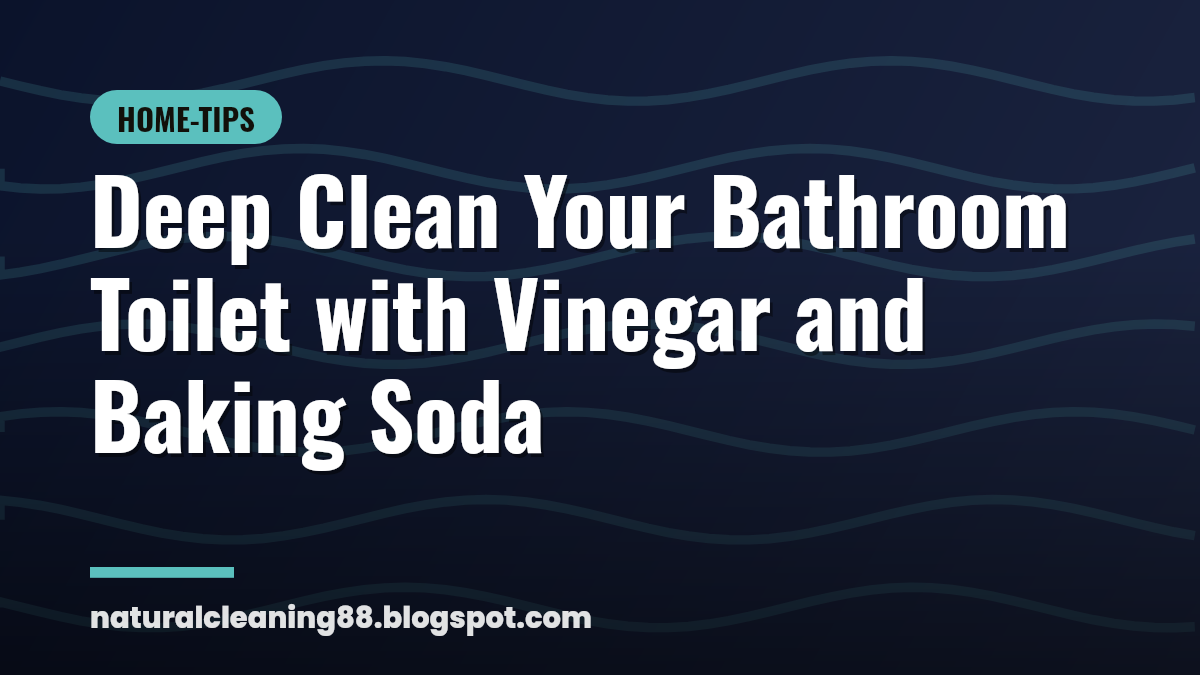 HOME-TIPS
Deep Clean Your Bathroom
Toilet with Vinegar and
Baking Soda
naturalcleaning88.blogspot.com